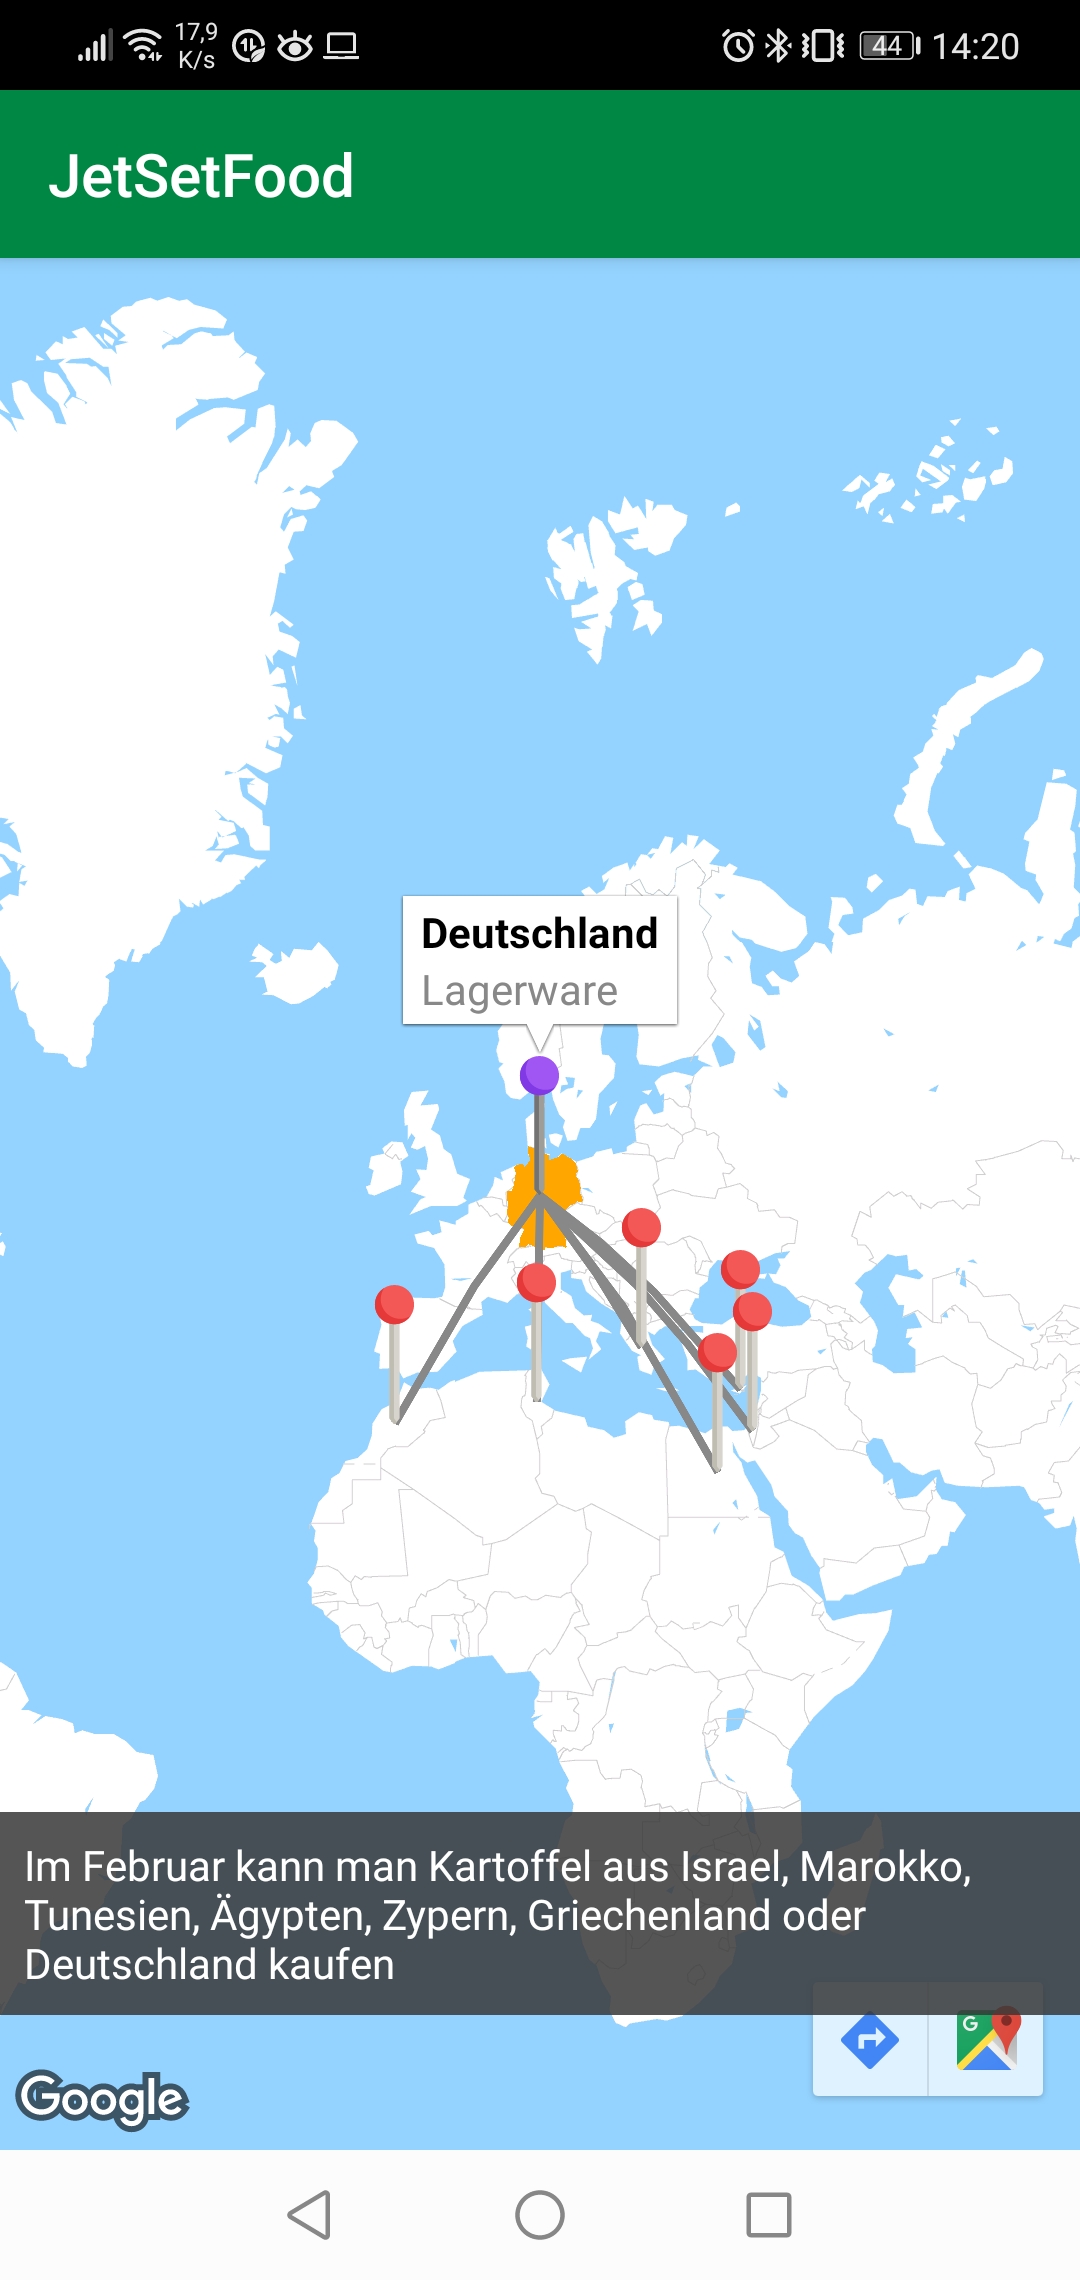 17,9
K/s
44
14:20
JetSetFood
Deutschland
Lagerware
Im Februar kann man Kartoffel aus Israel, Marokko,
Tunesien, Ägypten, Zypern, Griechenland oder
Deutschland kaufen
G
Google